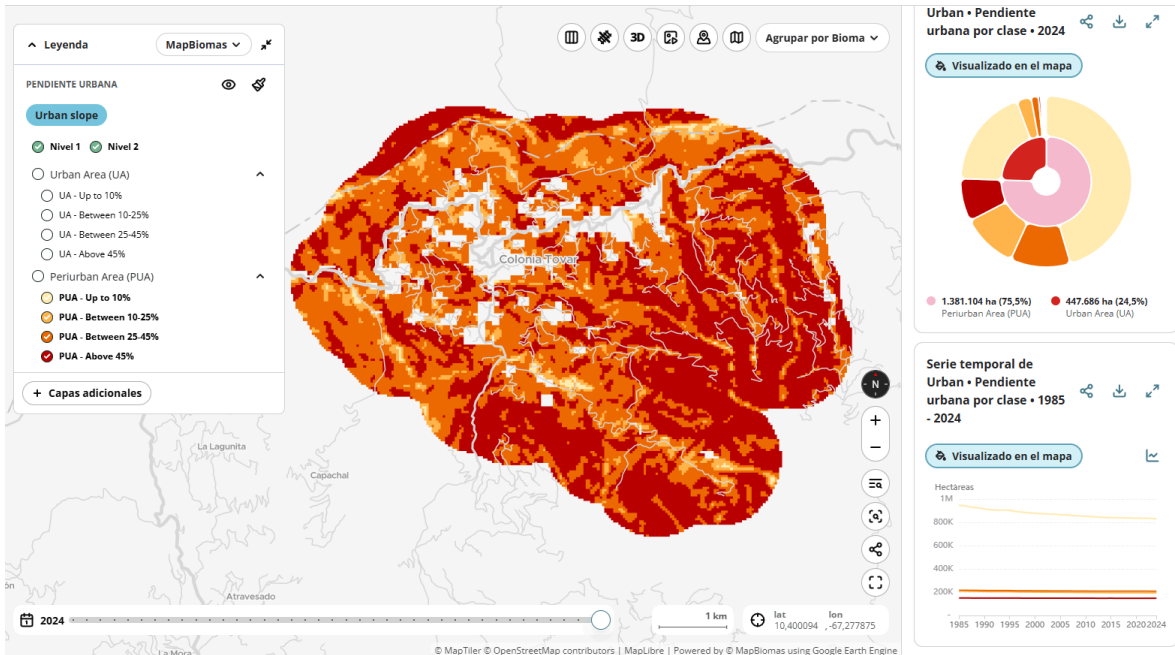 Leyenda
MapBiomas
PENDIENTE URBANA
Urban slope
Nivel 1
Nivel 2
Urban Area (UA)
UA - Up to 10%
UA - Between 10-25%
UA - Between 25-45%
UA - Above 45%
Periurban Area (PUA)
PUA - Up to 10%
PUA - Between 10-25%
PUA - Between 25-45%
PUA - Above 45%
+ Capas adicionales
3D
Agrupar por Bioma
Colonia Tovar
La Lagunita
Capachal
Atravesado
La Mora
N
+
−
2024
1 km
lat
10,400094
lon
,-67,277875
© MapTiler © OpenStreetMap contributors | MapLibre | Powered by © MapBiomas using Google Earth Engine
Urban • Pendiente
urbana por clase • 2024
Visualizado en el mapa
1.381.104 ha (75,5%)
Periurban Area (PUA)
447.686 ha (24,5%)
Urban Area (UA)
Serie temporal de
Urban • Pendiente
urbana por clase • 1985
- 2024
Visualizado en el mapa
Hectáreas
1M
800K
600K
400K
200K
-
1985 1990 1995 2000 2005 2010 2015 2020 2024